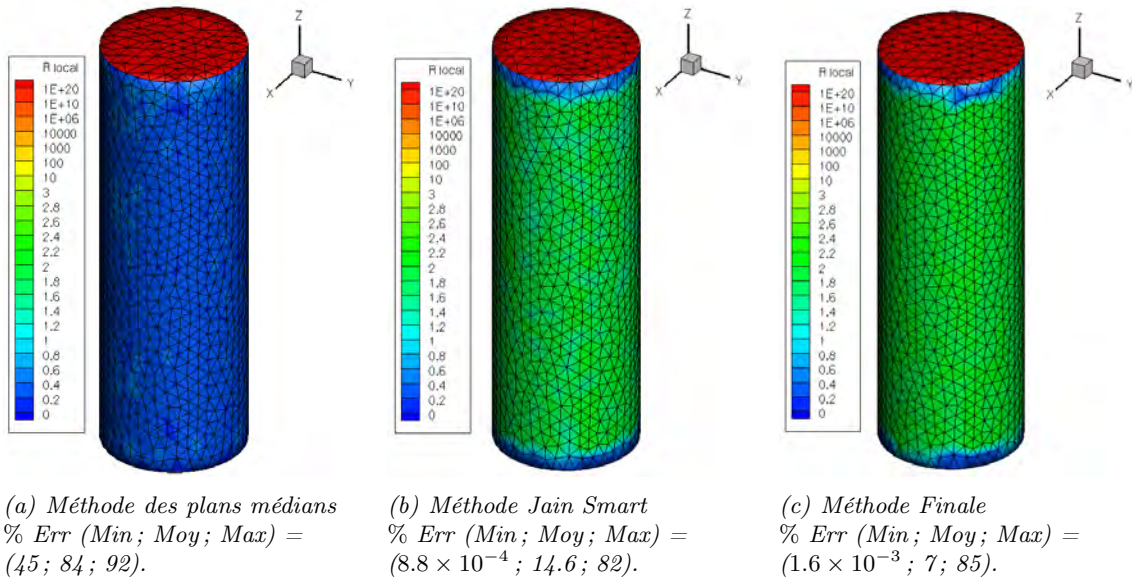 Z
X
Y
R local
1E+20
1E+10
1E+06
10000
1000
100
10
3
2.8
2.6
2.4
2.2
2
1.8
1.6
1.4
1.2
1
0.8
0.6
0.4
0.2
0
(a) Méthode des plans médians
% Err (Min ; Moy ; Max) =
(45 ; 84 ; 92).
Z
X
Y
R local
1E+20
1E+10
1E+06
10000
1000
100
10
3
2.8
2.6
2.4
2.2
2
1.8
1.6
1.4
1.2
1
0.8
0.6
0.4
0.2
0
(b) Méthode Jain Smart
% Err (Min ; Moy ; Max) =
(8.8 × 10⁻⁴ ; 14.6 ; 82).
Z
X
Y
R local
1E+20
1E+10
1E+06
10000
1000
100
10
3
2.8
2.6
2.4
2.2
2
1.8
1.6
1.4
1.2
1
0.8
0.6
0.4
0.2
0
(c) Méthode Finale
% Err (Min ; Moy ; Max) =
(1.6 × 10⁻³ ; 7 ; 85).